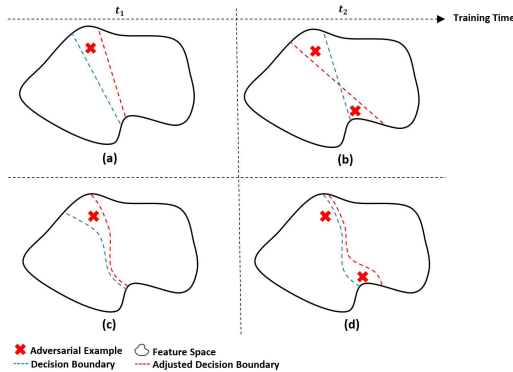 t₁ t₂
Training Time
(a) (b)
(c) (d)
Adversarial Example Feature Space
Decision Boundary Adjusted Decision Boundary